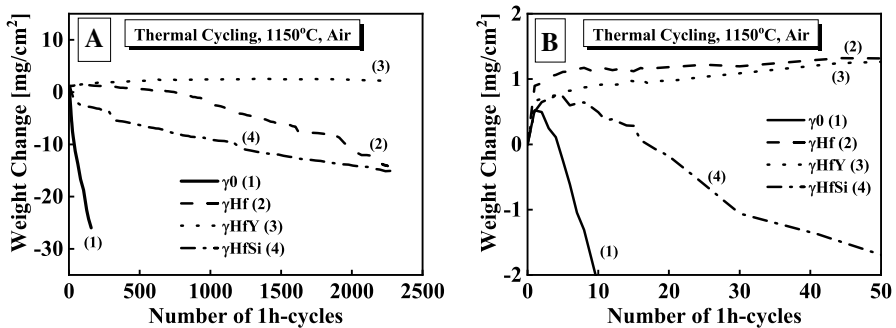 A
Thermal Cycling, 1150°C, Air
Weight Change [mg/cm²]
10
0
-10
-20
-30
(3)
(4)
(2)
(1)
γ0 (1)
γHf (2)
γHfY (3)
γHfSi (4)
0 500 1000 1500 2000 2500
Number of 1h-cycles
B
Thermal Cycling, 1150°C, Air
Weight Change [mg/cm²]
2
1
0
-1
-2
(2)
(3)
γ0 (1)
γHf (2)
γHfY (3)
γHfSi (4)
(4)
(1)
0 10 20 30 40 50
Number of 1h-cycles